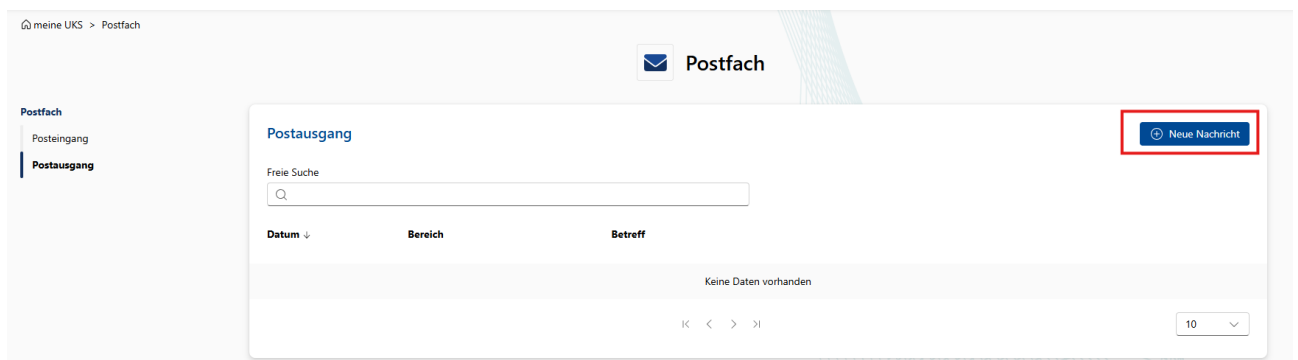 meine UKS > Postfach
Postfach
Postfach
Posteingang
Postausgang
Postausgang
Neue Nachricht
Freie Suche
Datum ↓ Bereich Betreff
Keine Daten vorhanden
10